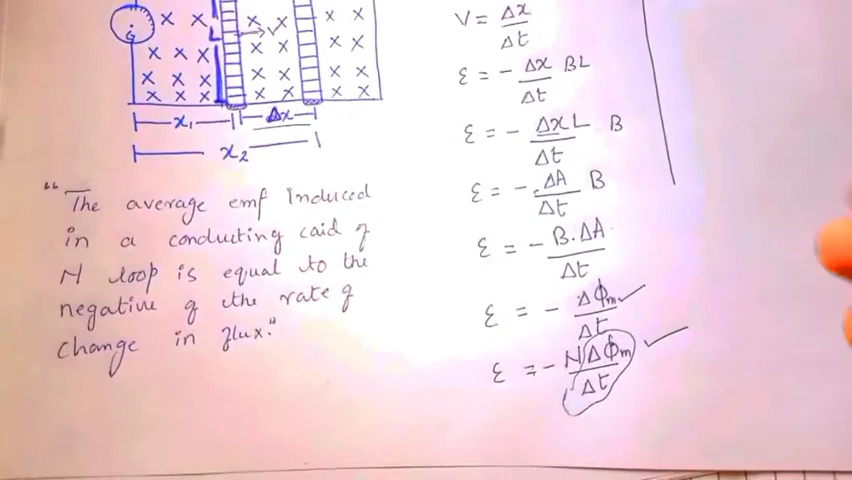 G
x x
L
V
x x
x x
x x x
x x
x x
x x x
x x
x x
x x x
x x
x x
x₁
Δx
x₂
"The average emf induced
in a conducting coid of
N loop is equal to the
negative of the rate of
change in flux."
V = Δx/Δt
ε = - Δx/Δt BL
ε = - ΔxL/Δt B
ε = - ΔA/Δt B
ε = - B.ΔA/Δt
ε = - Δϕm/Δt
ε = - NΔϕm/Δt